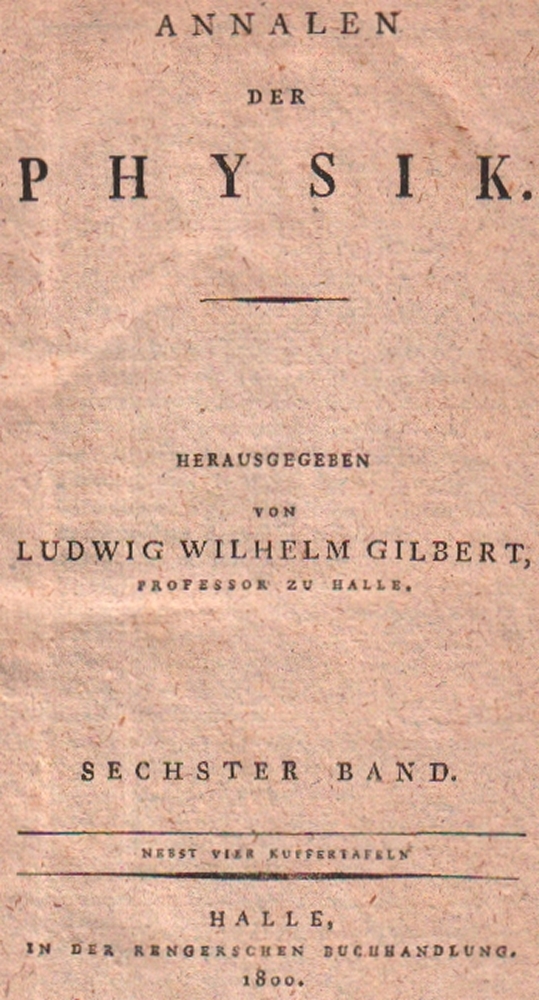 ANNALEN
DER
PHYSIK.
HERAUSGEGEBEN
VON
LUDWIG WILHELM GILBERT,
PROFESSOR ZU HALLE.
SECHSTER BAND.
NEBST VIER KUPFERTAFELN
HALLE,
IN DER RENGERSCHEN BUCHHANDLUNG.
1800.